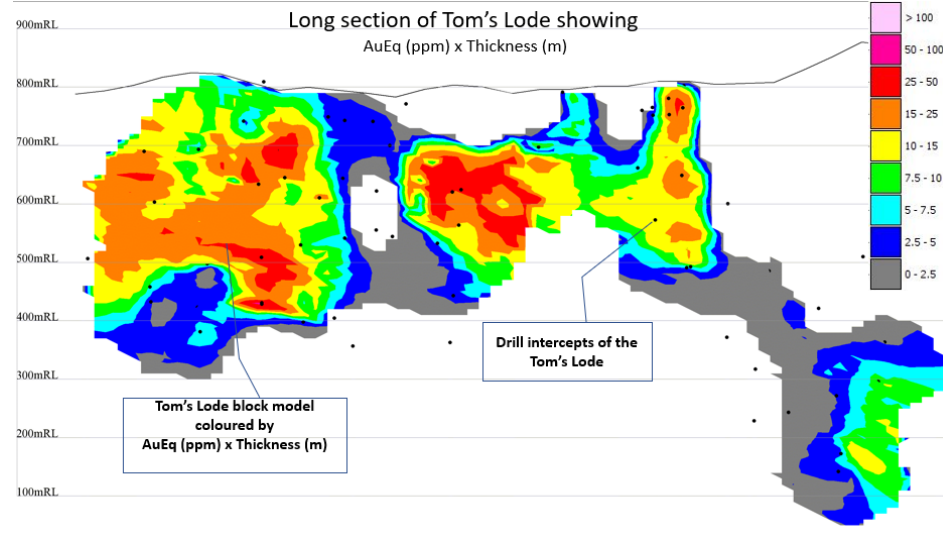 Long section of Tom's Lode showing
AuEq (ppm) x Thickness (m)
900mRL
800mRL
700mRL
600mRL
500mRL
400mRL
300mRL
200mRL
100mRL
> 100
50 - 100
25 - 50
15 - 25
10 - 15
7.5 - 10
5 - 7.5
2.5 - 5
0 - 2.5
Drill intercepts of the
Tom's Lode
Tom's Lode block model
coloured by
AuEq (ppm) x Thickness (m)